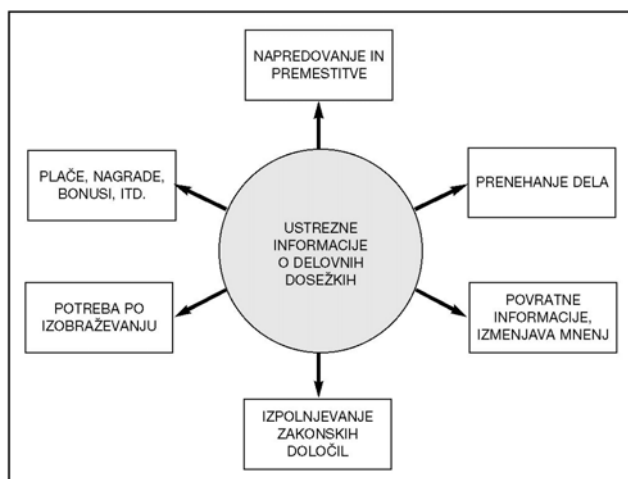 NAPREDOVANJE IN
PREMESTITVE
PLAČE, NAGRADE,
BONUSI, ITD.
PRENEHANJE DELA
USTREZNE
INFORMACIJE
O DELOVNIH
DOSEŽKIH
POTREBA PO
IZOBRAŽEVANJU
POVRATNE
INFORMACIJE,
IZMENJAVA MNENJ
IZPOLNJEVANJE
ZAKONSKIH
DOLOČIL